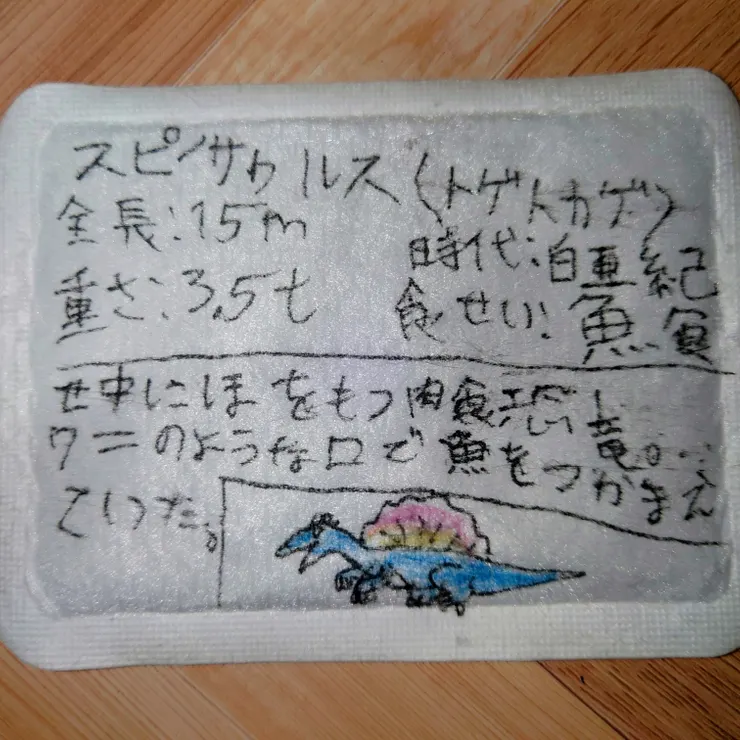 スピノサウルス(トゲトカゲ)
全長:15m
時代:白亜紀
重さ:3.5t
食せい:魚食
せ中にほをもつ肉食恐竜。
ワニのような口で魚をつかまえ
ていた。